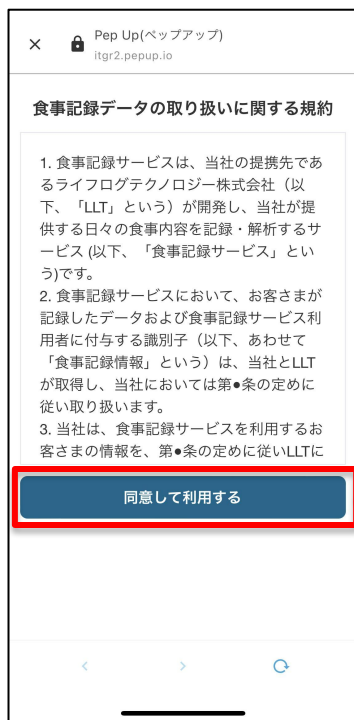 Pep Up(ペップアップ)
itgr2.pepup.io
食事記録データの取り扱いに関する規約
1. 食事記録サービスは、当社の提携先であ
るライフログテクノロジー株式会社（以
下、「LLT」という）が開発し、当社が提
供する日々の食事内容を記録・解析するサ
ービス (以下、「食事記録サービス」とい
う)です。
2. 食事記録サービスにおいて、お客さまが
記録したデータおよび食事記録サービス利
用者に付与する識別子（以下、あわせて
「食事記録情報」という）は、当社とLLT
が取得し、当社においては第●条の定めに
従い取り扱います。
3. 当社は、食事記録サービスを利用するお
客さまの情報を、第●条の定めに従いLLTに
同意して利用する